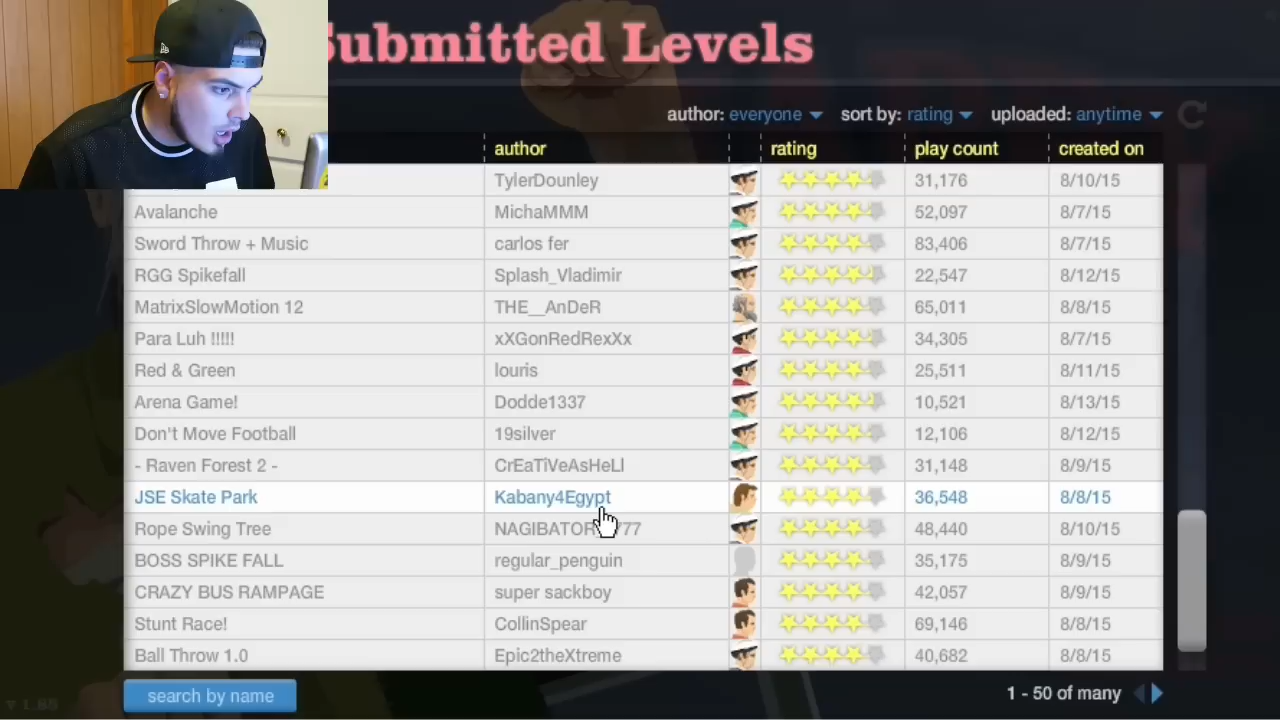 Submitted Levels
author: everyone sort by: rating uploaded: anytime
author rating play count created on
TylerDounley 31,176 8/10/15
Avalanche MichaMMM 52,097 8/7/15
Sword Throw + Music carlos fer 83,406 8/7/15
RGG Spikefall Splash_Vladimir 22,547 8/12/15
MatrixSlowMotion 12 THE__AnDeR 65,011 8/8/15
Para Luh !!!!! xXGonRedRexXx 34,305 8/7/15
Red & Green louris 25,511 8/11/15
Arena Game! Dodde1337 10,521 8/13/15
Don't Move Football 19silver 12,106 8/12/15
- Raven Forest 2 - CrEaTiVeAsHeLl 31,148 8/9/15
JSE Skate Park Kabany4Egypt 36,548 8/8/15
Rope Swing Tree 48,440 8/10/15
BOSS SPIKE FALL regular_penguin 35,175 8/9/15
CRAZY BUS RAMPAGE super sackboy 42,057 8/9/15
Stunt Race! CollinSpear 69,146 8/8/15
Ball Throw 1.0 Epic2theXtreme 40,682 8/8/15
search by name 1 - 50 of many